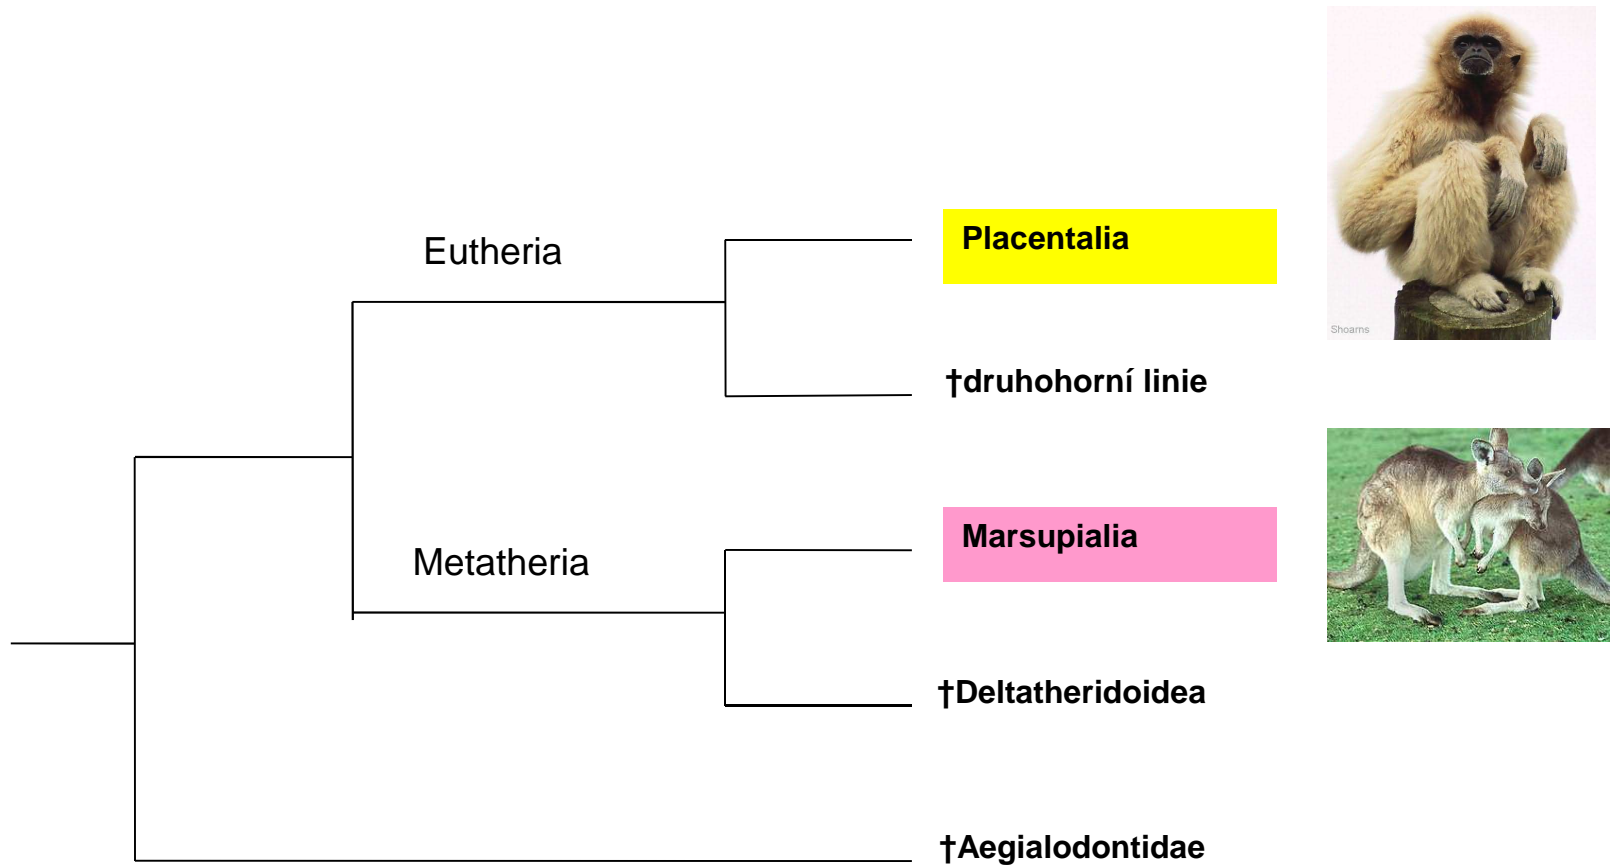 Eutheria
Placentalia
Shoarns
†druhohorní linie
Metatheria
Marsupialia
†Deltatheridoidea
†Aegialodontidae